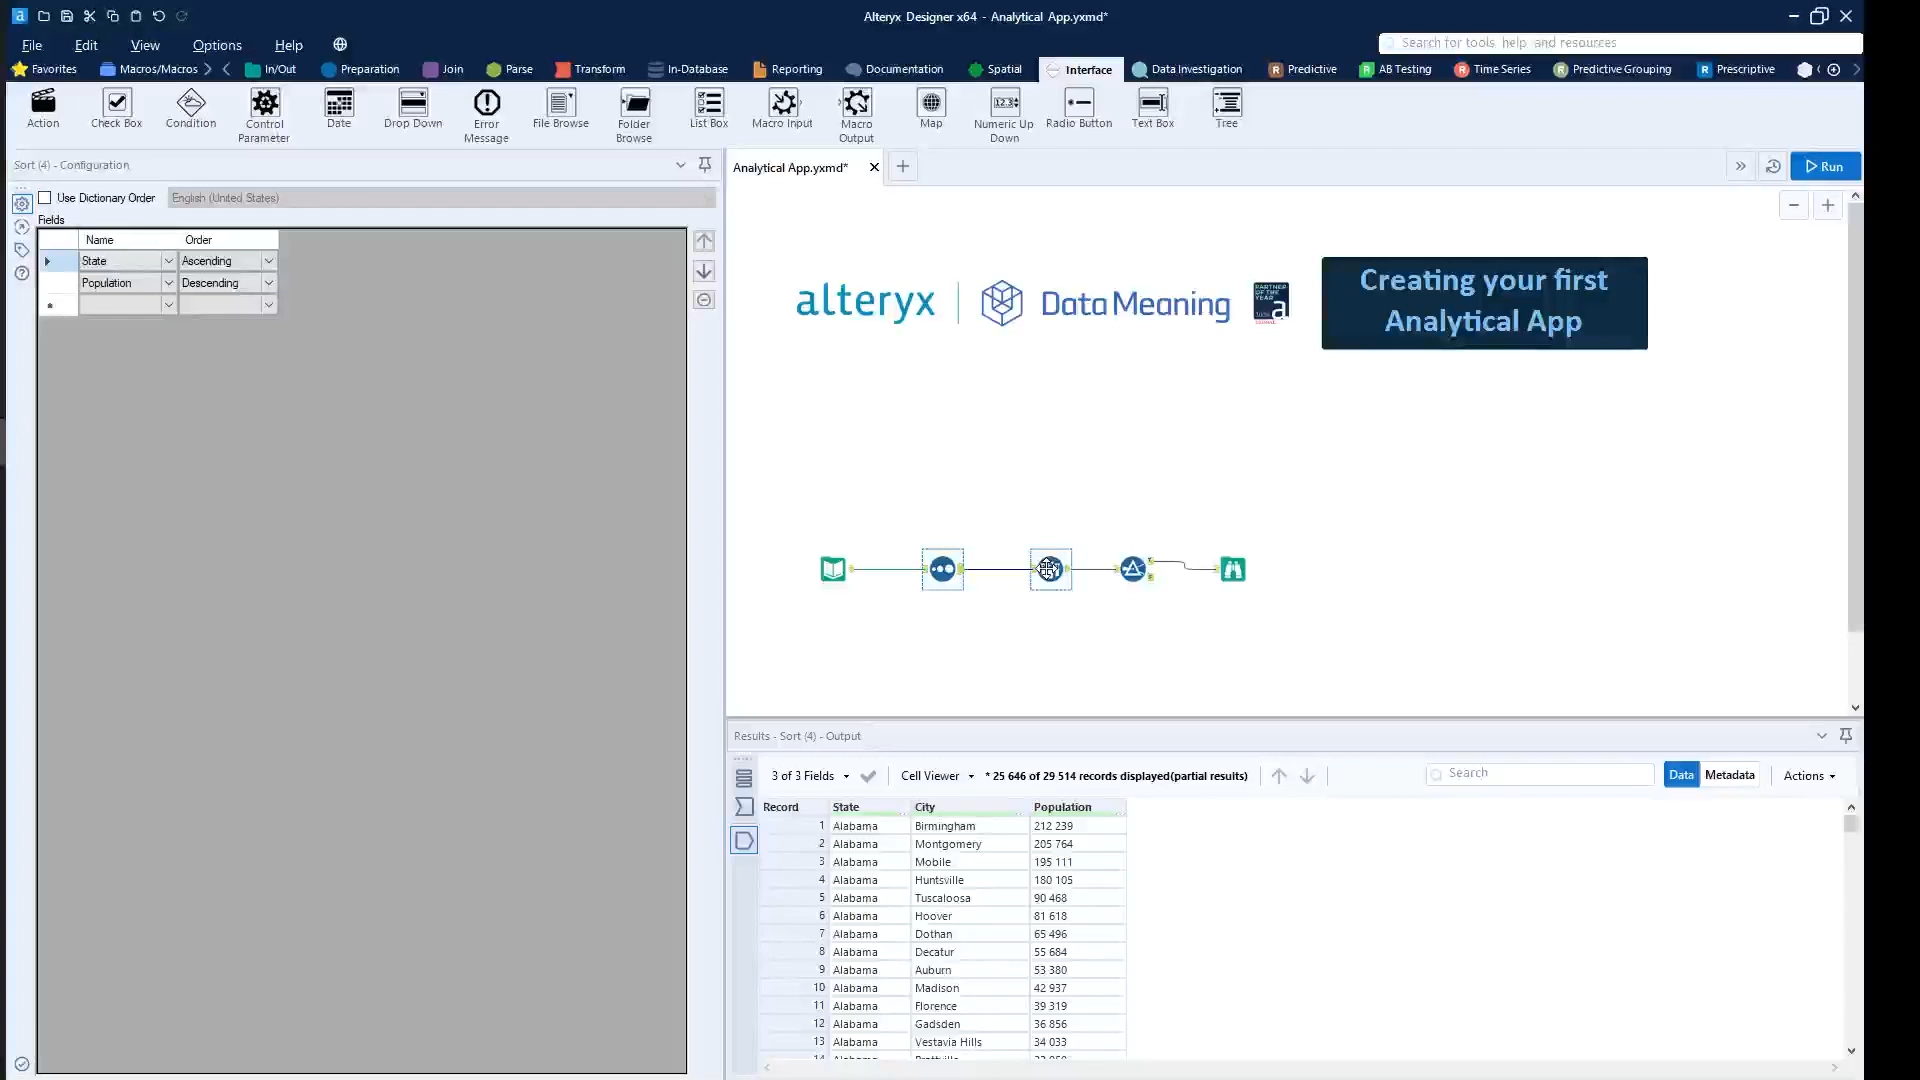 Alteryx Designer x64 - Analytical App.yxmd*
File Edit View Options Help
Search for tools, help, and resources
Favorites Macros/Macros In/Out Preparation Join Parse Transform In-Database Reporting Documentation Spatial Interface Data Investigation Predictive AB Testing Time Series Predictive Grouping Prescriptive
Action Check Box Condition Control Parameter Date Drop Down Error Message File Browse Folder Browse List Box Macro Input Macro Output Map Numeric Up Down Radio Button Text Box Tree
Sort (4) - Configuration
Analytical App.yxmd*
Run
Use Dictionary Order English (United States)
Fields
Name Order
State Ascending
Population Descending
alteryx
Data Meaning
PARTNER OF THE YEAR
Creating your first
Analytical App
Results - Sort (4) - Output
3 of 3 Fields Cell Viewer * 25 646 of 29 514 records displayed(partial results) Search Data Metadata Actions
Record State City Population
1 Alabama Birmingham 212 239
2 Alabama Montgomery 205 764
3 Alabama Mobile 195 111
4 Alabama Huntsville 180 105
5 Alabama Tuscaloosa 90 468
6 Alabama Hoover 81 618
7 Alabama Dothan 65 496
8 Alabama Decatur 55 684
9 Alabama Auburn 53 380
10 Alabama Madison 42 937
11 Alabama Florence 39 319
12 Alabama Gadsden 36 856
13 Alabama Vestavia Hills 34 033
14 Alabama Prattville